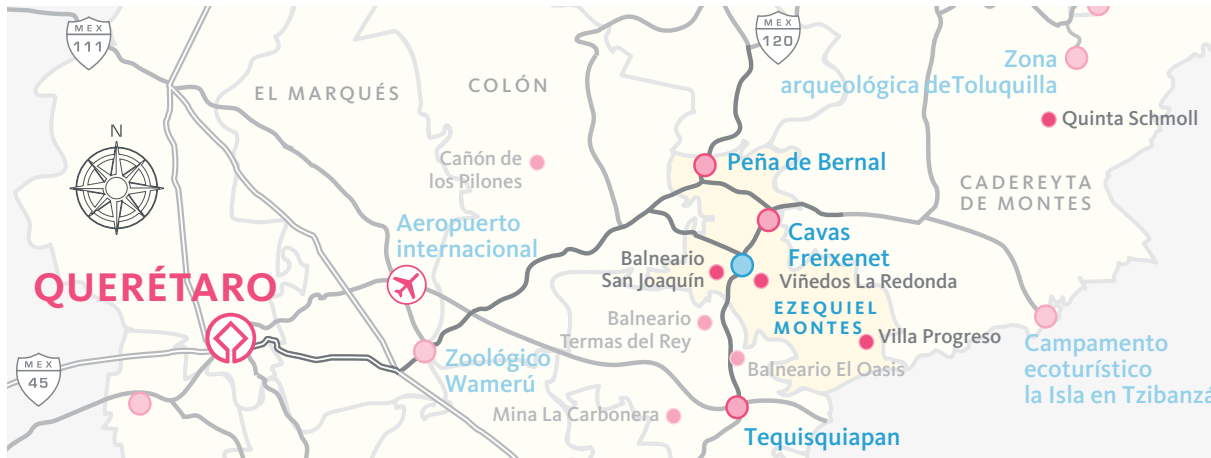 MEX
111
MEX
120
Zona
arqueológica deToluquilla
EL MARQUÉS
COLÓN
Quinta Schmoll
N
Cañón de
los Pilones
Peña de Bernal
CADEREYTA
DE MONTES
Aeropuerto
internacional
Cavas
Freixenet
Balneario
San Joaquín
Viñedos La Redonda
QUERÉTARO
EZEQUIEL
MONTES
Balneario
Termas del Rey
Villa Progreso
Campamento
ecoturístico
la Isla en Tzibanzá
Zoológico
Wamerú
Balneario El Oasis
MEX
45
Mina La Carbonera
Tequisquiapan